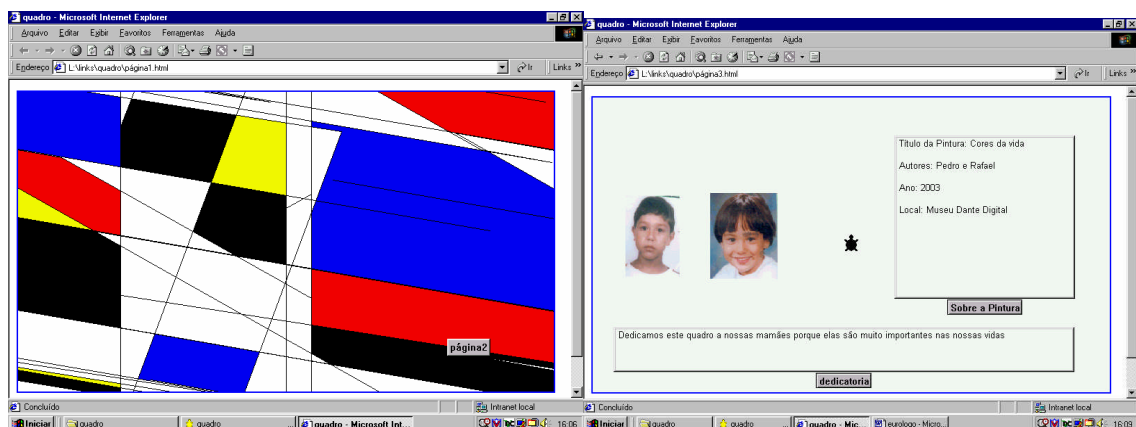 quadro - Microsoft Internet Explorer
Arquivo Editar Exibir Favoritos Ferramentas Ajuda
Endereço L:\links\quadro\página1.html Ir Links »
página2
Concluído Intranet local
Iniciar quadro quadro quadro - Microsoft Int... 16:06
quadro - Microsoft Internet Explorer
Arquivo Editar Exibir Favoritos Ferramentas Ajuda
Endereço L:\links\quadro\página3.html Ir Links »
Título da Pintura: Cores da vida
Autores: Pedro e Rafael
Ano: 2003
Local: Museu Dante Digital
Sobre a Pintura
Dedicamos este quadro a nossas mamães porque elas são muito importantes nas nossas vidas
dedicatoria
Concluído Intranet local
Iniciar quadro quadro quadro - Mic... eurologo - Micro... 16:09